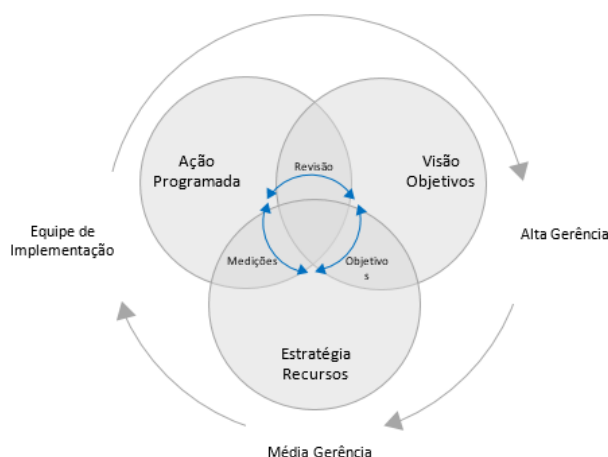 Ação
Programada
Visão
Objetivos
Revisão
Equipe de
Implementação
Alta Gerência
Medições
Objetivo
s
Estratégia
Recursos
Média Gerência